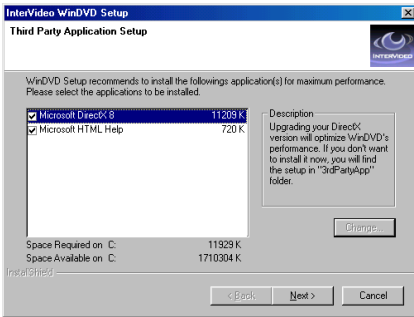 InterVideo WinDVD Setup
Third Party Application Setup
INTERVIDEO
WinDVD Setup recommends to install the followings application(s) for maximum performance.
Please select the applications to be installed.
Microsoft DirectX 8 11209 K
Microsoft HTML Help 720 K
Description
Upgrading your DirectX
version will optimize WinDVD's
performance. If you don't want
to install it now, you will find
the setup in "3rdPartyApp"
folder.
Change...
Space Required on C: 11929 K
Space Available on C: 1710304 K
InstallShield
< Back Next > Cancel